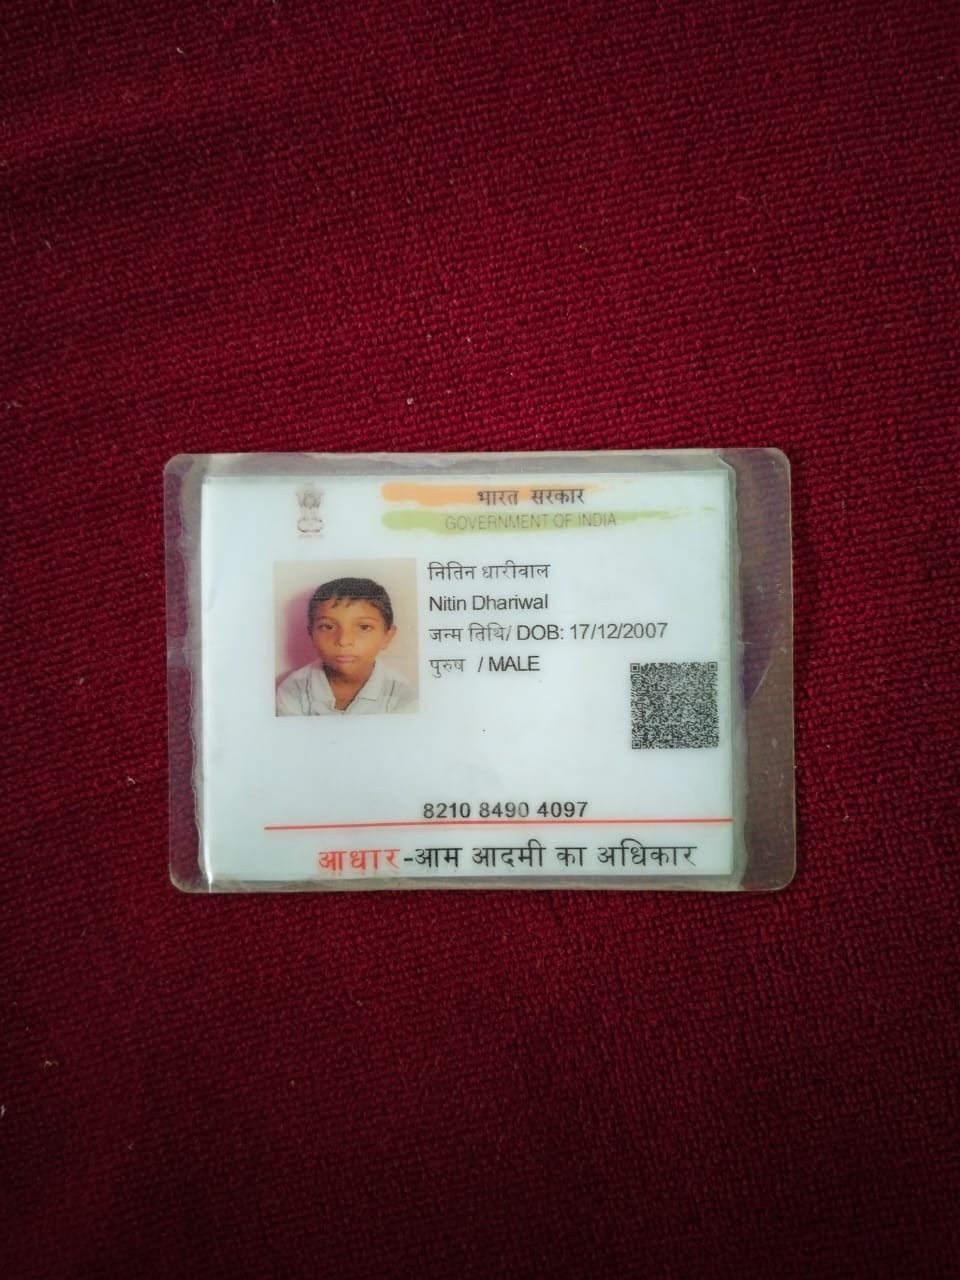 भारत सरकार
GOVERNMENT OF INDIA
नितिन धारीवाल
Nitin Dhariwal
जन्म तिथि/ DOB: 17/12/2007
पुरुष / MALE
8210 8490 4097
आधार-आम आदमी का अधिकार